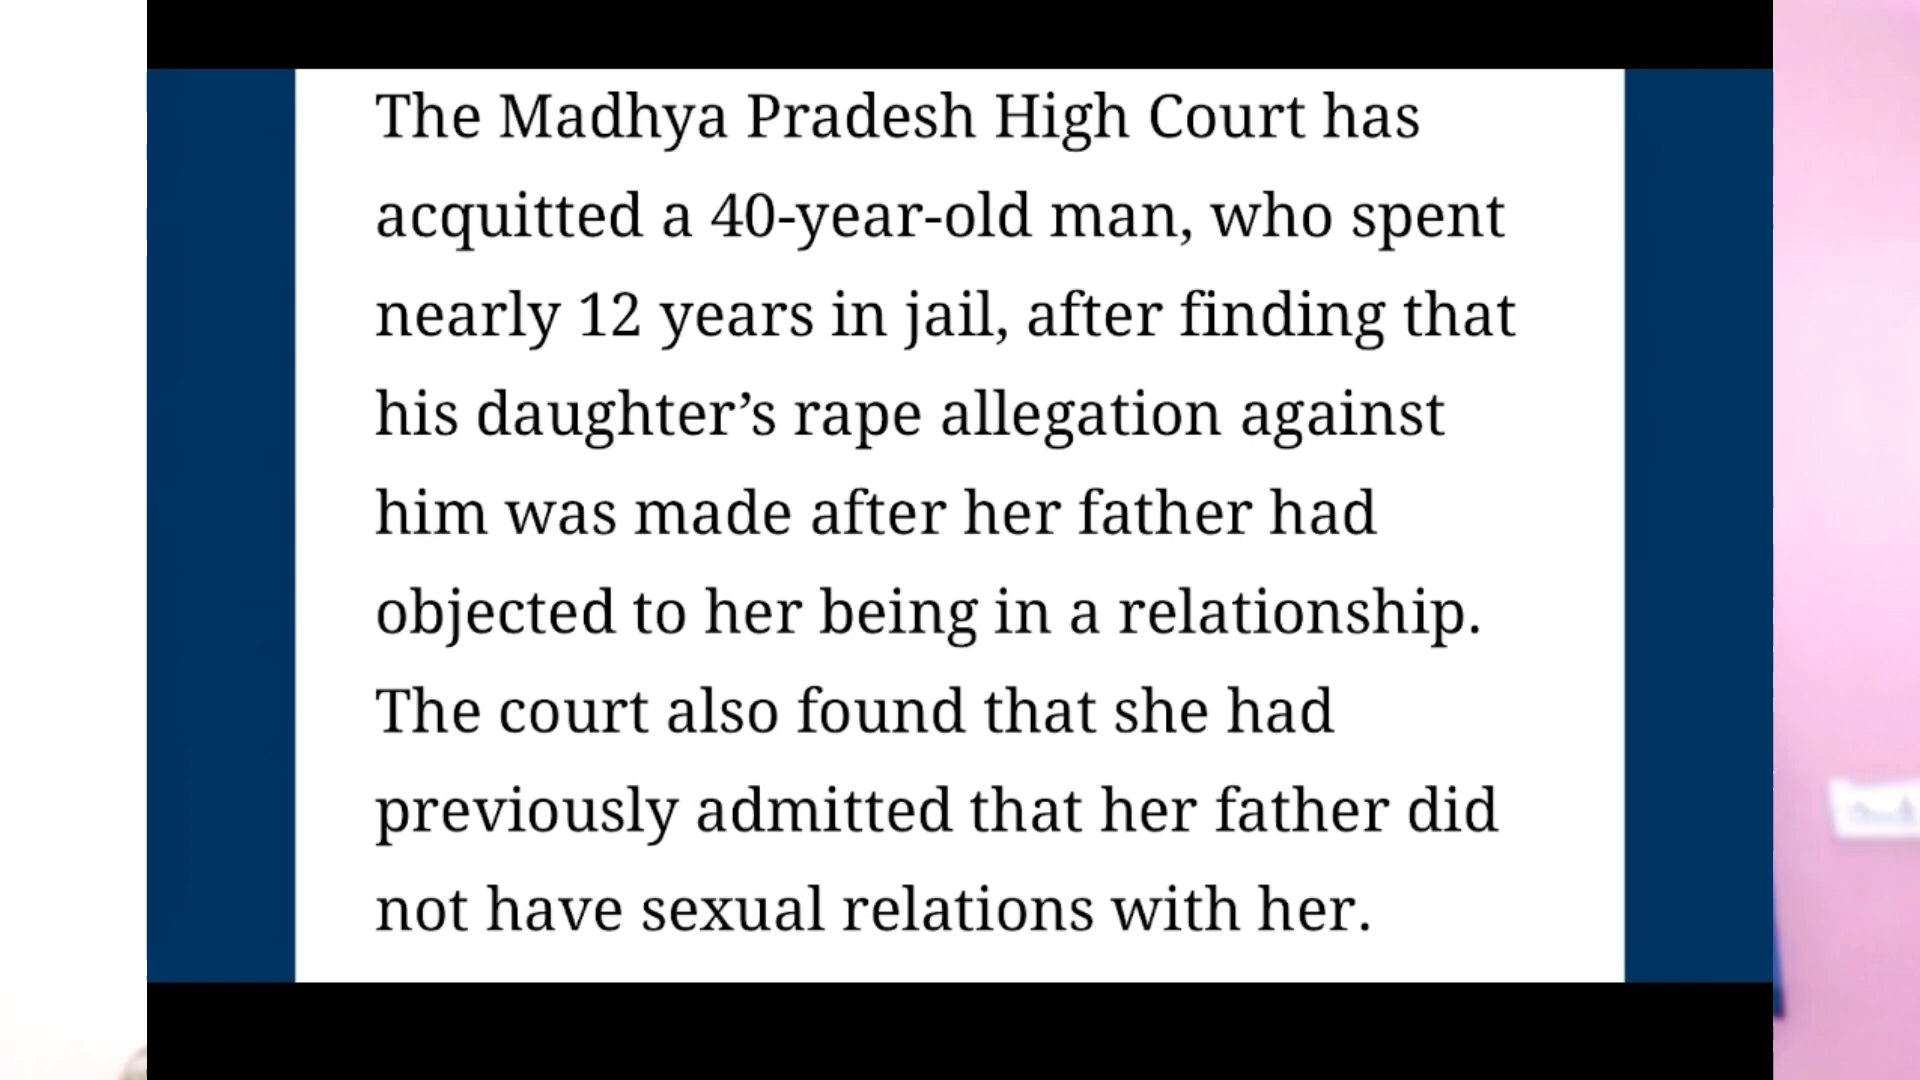 The Madhya Pradesh High Court has
acquitted a 40-year-old man, who spent
nearly 12 years in jail, after finding that
his daughter’s rape allegation against
him was made after her father had
objected to her being in a relationship.
The court also found that she had
previously admitted that her father did
not have sexual relations with her.